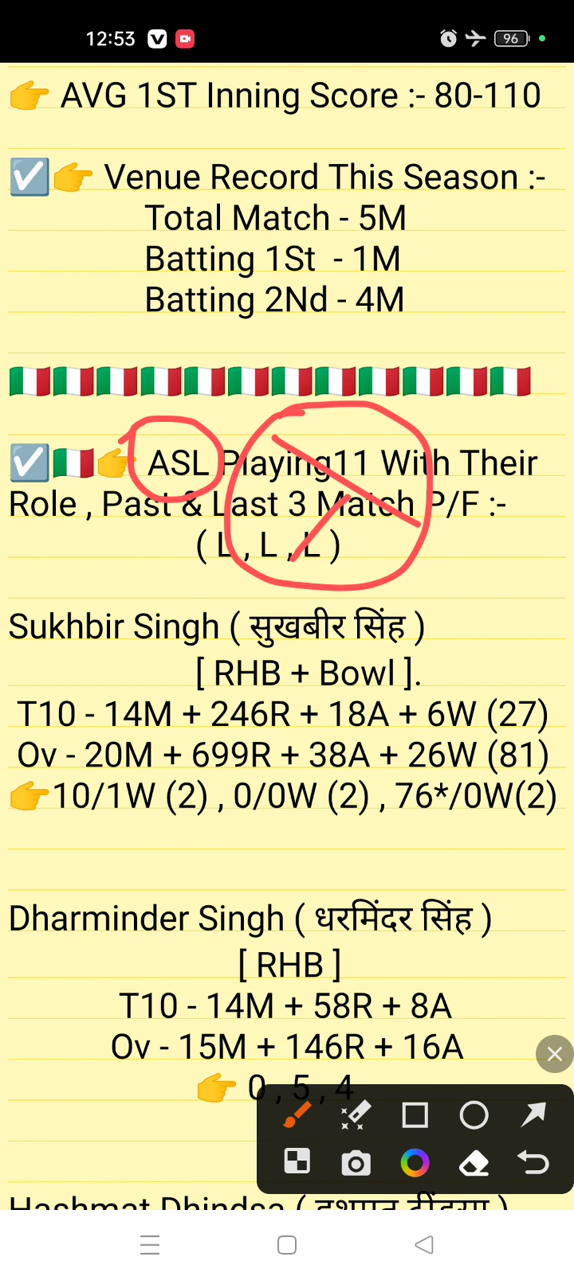 12:53
96
👉 AVG 1ST Inning Score :- 80-110
☑️👉 Venue Record This Season :-
Total Match - 5M
Batting 1St - 1M
Batting 2Nd - 4M
🇮🇹🇮🇹🇮🇹🇮🇹🇮🇹🇮🇹🇮🇹🇮🇹🇮🇹🇮🇹🇮🇹🇮🇹
☑️🇮🇹👉 ASL Playing11 With Their
Role , Past & Last 3 Match P/F :-
( L , L , L )
Sukhbir Singh ( सुखबीर सिंह )
[ RHB + Bowl ].
T10 - 14M + 246R + 18A + 6W (27)
Ov - 20M + 699R + 38A + 26W (81)
👉10/1W (2) , 0/0W (2) , 76*/0W(2)
Dharminder Singh ( धरमिंदर सिंह )
[ RHB ]
T10 - 14M + 58R + 8A
Ov - 15M + 146R + 16A
👉 0 , 5 , 4
Hashmat Dhindsa (